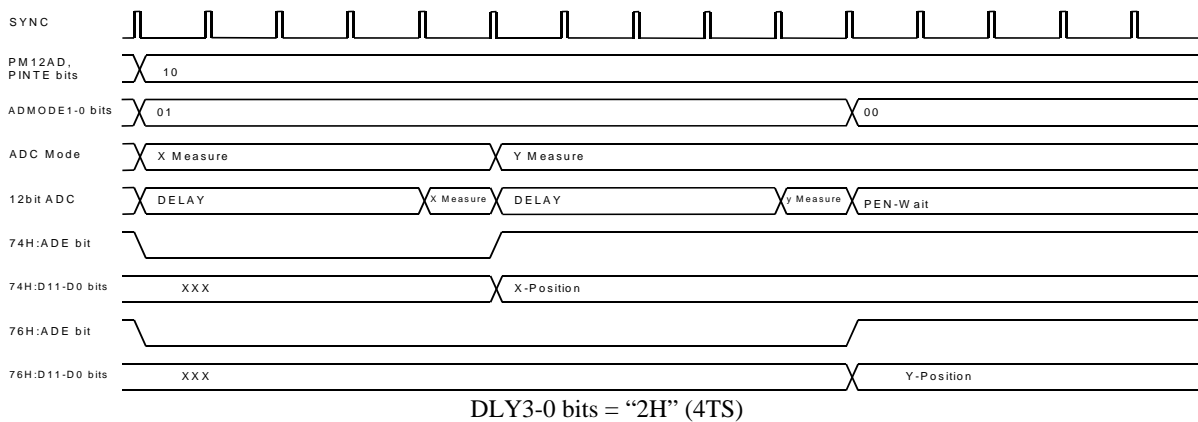 SYNC
PM12AD,
PINTE bits
10
ADMODE1-0 bits
01
00
ADC Mode
X Measure
Y Measure
12bit ADC
DELAY
X Measure
DELAY
y Measure
PEN-Wait
74H:ADE bit
74H:D11-D0 bits
XXX
X-Position
76H:ADE bit
76H:D11-D0 bits
XXX
Y-Position
DLY3-0 bits = “2H” (4TS)